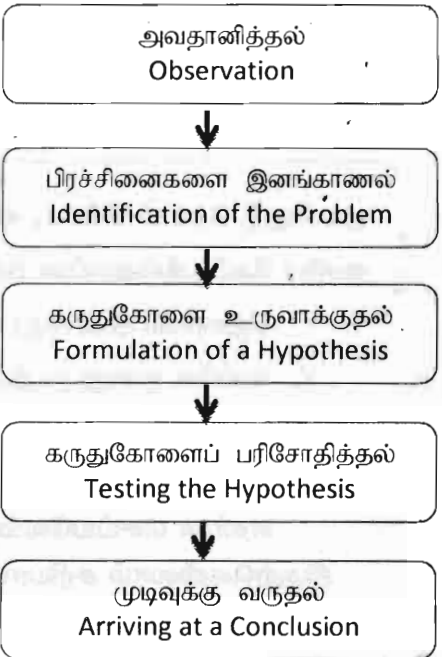 அவதானித்தல்
Observation
பிரச்சினைகளை இனங்காணல்
Identification of the Problem
கருதுகோளை உருவாக்குதல்
Formulation of a Hypothesis
கருதுகோளைப் பரிசோதித்தல்
Testing the Hypothesis
முடிவுக்கு வருதல்
Arriving at a Conclusion